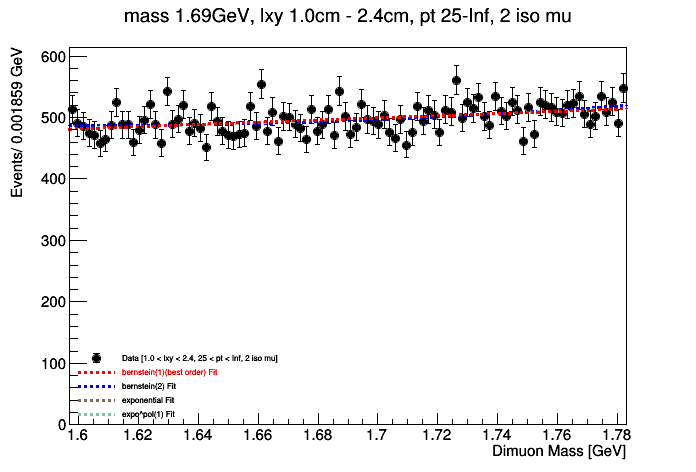 mass 1.69GeV, lxy 1.0cm - 2.4cm, pt 25-Inf, 2 iso mu
Events/ 0.001859 GeV
600
500
400
300
200
100
0
Data [1.0 < lxy < 2.4, 25 < pt < Inf, 2 iso mu]
bernstein(1)(best order) Fit
bernstein(2) Fit
exponential Fit
expo*pol(1) Fit
1.6 1.62 1.64 1.66 1.68 1.7 1.72 1.74 1.76 1.78
Dimuon Mass [GeV]